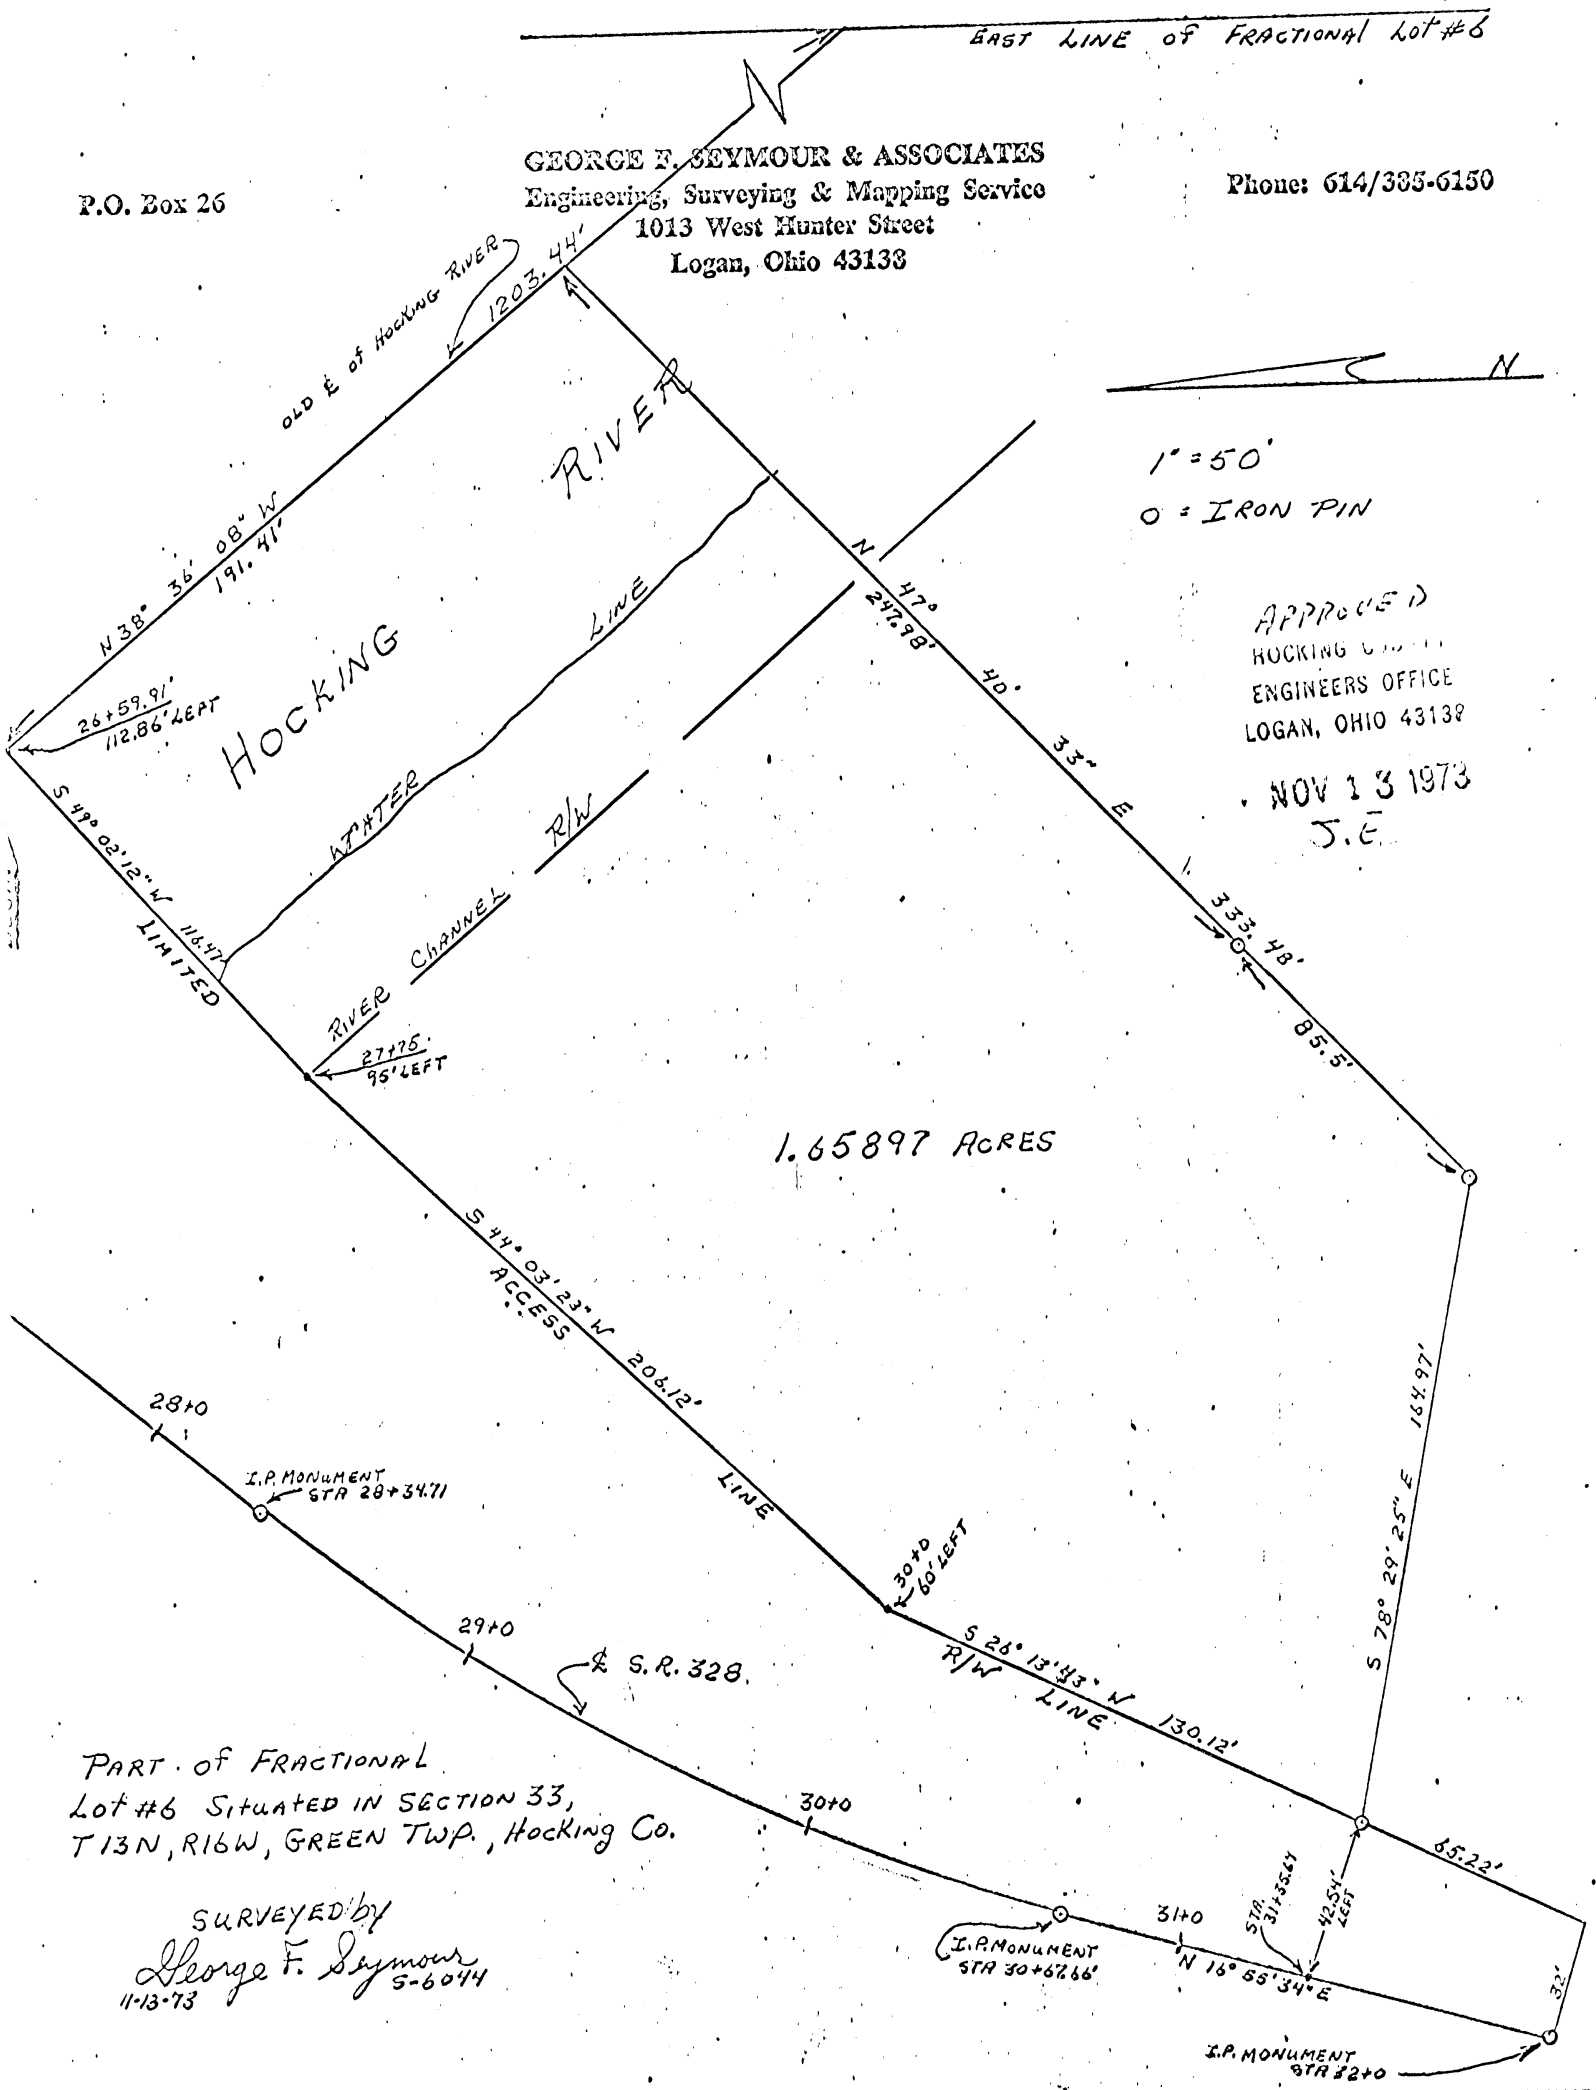 EAST LINE of FRACTIONAL Lot #6
N
GEORGE F. SEYMOUR & ASSOCIATES
Engineering, Surveying & Mapping Service
1013 West Hunter Street
Logan, Ohio 43138
P.O. Box 26
Phone: 614/385-6150
OLD ℄ of HOCKING RIVER
1203.44'
N
1" = 50'
O = IRON PIN
APPROVED
HOCKING
ENGINEERS OFFICE
LOGAN, OHIO 43138
NOV 13 1973
J.E.
N 38° 36' 08" W
191.41'
HOCKING RIVER
WATER LINE
N 47° 40' 33" E 333.48'
247.98'
85.5'
26+59.91'
112.86' LEFT
S 49° 02' 12" W 116.47'
LIMITED
RIVER CHANNEL R/W
27+75
95' LEFT
1.65897 ACRES
S 44° 03' 23" W 206.12'
ACCESS
LINE
S 78° 29' 25" E 164.97'
28+0
I.P. MONUMENT
STA 28+34.71
29+0
℄ S.R. 328.
30+0
60' LEFT
S 26° 13' 43" W 130.12'
R/W LINE
65.22'
30+0
PART of FRACTIONAL
Lot #6 SituATED IN SECTION 33,
T13N, R16W, GREEN TWP., HocKing Co.
SURVEYED by
George F. Seymour
S-6044
11-13-73
I.P. MONUMENT
STA 30+67.66'
31+0
STA.
31+35.64
42.54'
LEFT
N 16° 55' 34" E
32'
I.P. MONUMENT
STA 32+0